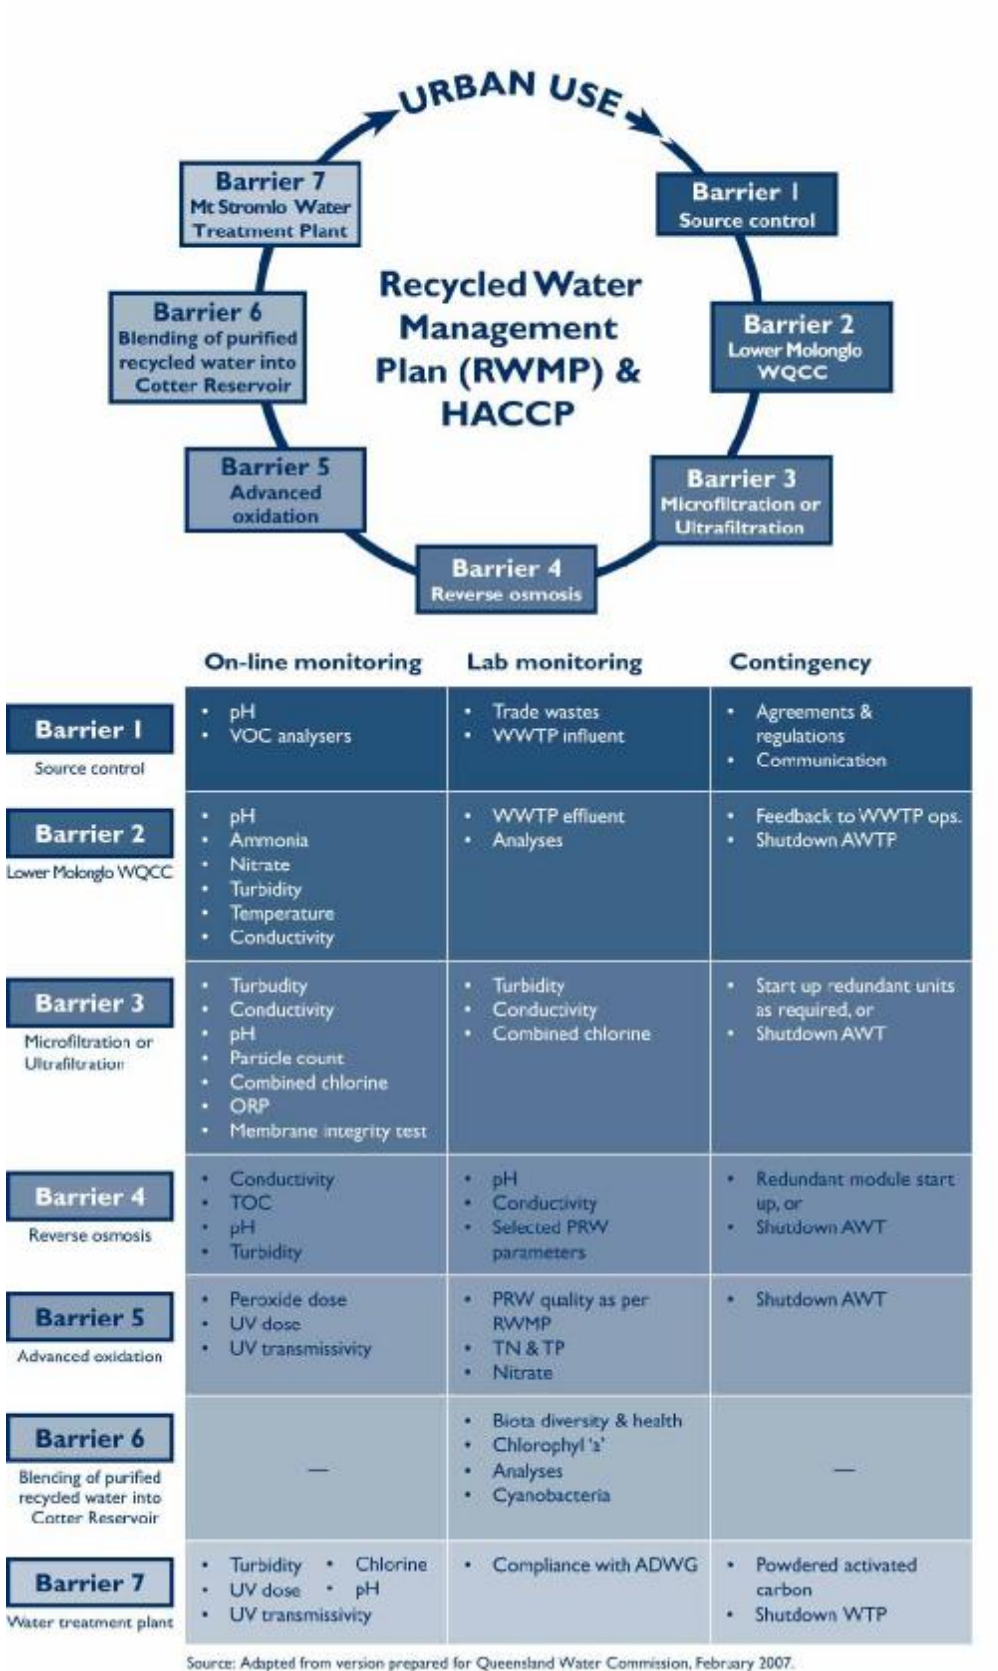 URBAN USE
Barrier 7
Mt Stromlo Water
Treatment Plant
Barrier 1
Source control
Barrier 6
Blending of purified
recycled water into
Cotter Reservoir
Recycled Water
Management
Plan (RWMP) &
HACCP
Barrier 2
Lower Molonglo
WQCC
Barrier 5
Advanced
oxidation
Barrier 3
Microfiltration or
Ultrafiltration
Barrier 4
Reverse osmosis
On-line monitoring
Lab monitoring
Contingency
Barrier 1
Source control
• pH
• VOC analysers
• Trade wastes
• WWTP influent
• Agreements &
regulations
• Communication
Barrier 2
Lower Molonglo WQCC
• pH
• Ammonia
• Nitrate
• Turbidity
• Temperature
• Conductivity
• WWTP effluent
• Analyses
• Feedback to WWTP ops.
• Shutdown AWTP
Barrier 3
Microfiltration or
Ultrafiltration
• Turbudity
• Conductivity
• pH
• Particle count
• Combined chlorine
• ORP
• Membrane integrity test
• Turbidity
• Conductivity
• Combined chlorine
• Start up redundant units
as required, or
• Shutdown AWT
Barrier 4
Reverse osmosis
• Conductivity
• TOC
• pH
• Turbidity
• pH
• Conductivity
• Selected PRW
parameters
• Redundant module start
up, or
• Shutdown AWT
Barrier 5
Advanced oxidation
• Peroxide dose
• UV dose
• UV transmissivity
• PRW quality as per
RWMP
• TN & TP
• Nitrate
• Shutdown AWT
Barrier 6
Blending of purified
recycled water into
Cotter Reservoir
—
• Biota diversity & health
• Chlorophyl 'a'
• Analyses
• Cyanobacteria
—
Barrier 7
Water treatment plant
• Turbidity • Chlorine
• UV dose • pH
• UV transmissivity
• Compliance with ADWG
• Powdered activated
carbon
• Shutdown WTP
Source: Adapted from version prepared for Queensland Water Commission, February 2007.